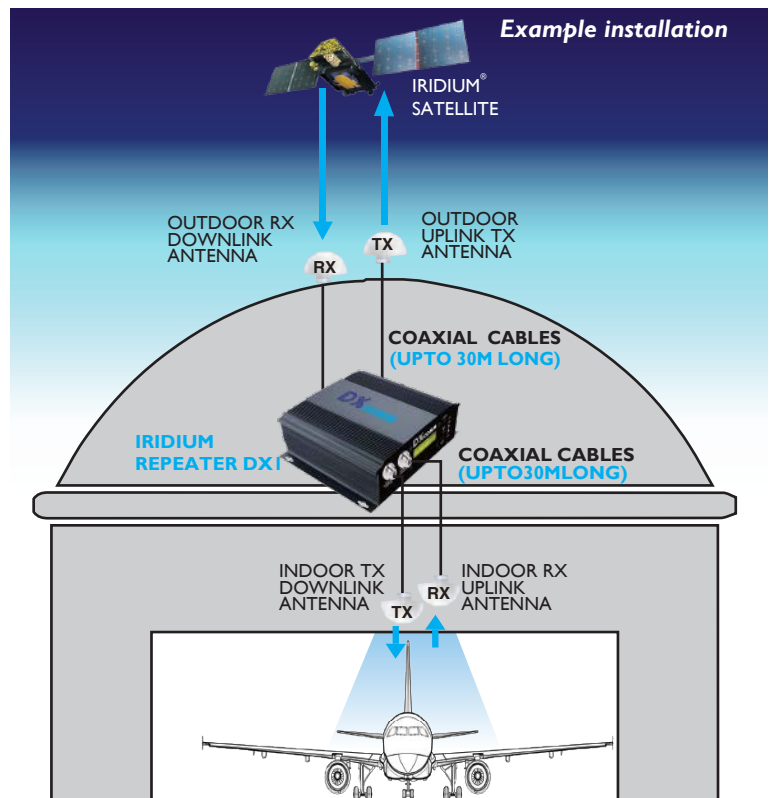 Example installation
IRIDIUM®
SATELLITE
OUTDOOR RX
DOWNLINK
ANTENNA
OUTDOOR
UPLINK TX
ANTENNA
RX
TX
COAXIAL CABLES
(UPTO 30M LONG)
DX
IRIDIUM
REPEATER DX1
COAXIAL CABLES
(UPTO30MLONG)
INDOOR TX
DOWNLINK
ANTENNA
INDOOR RX
UPLINK
ANTENNA
TX
RX